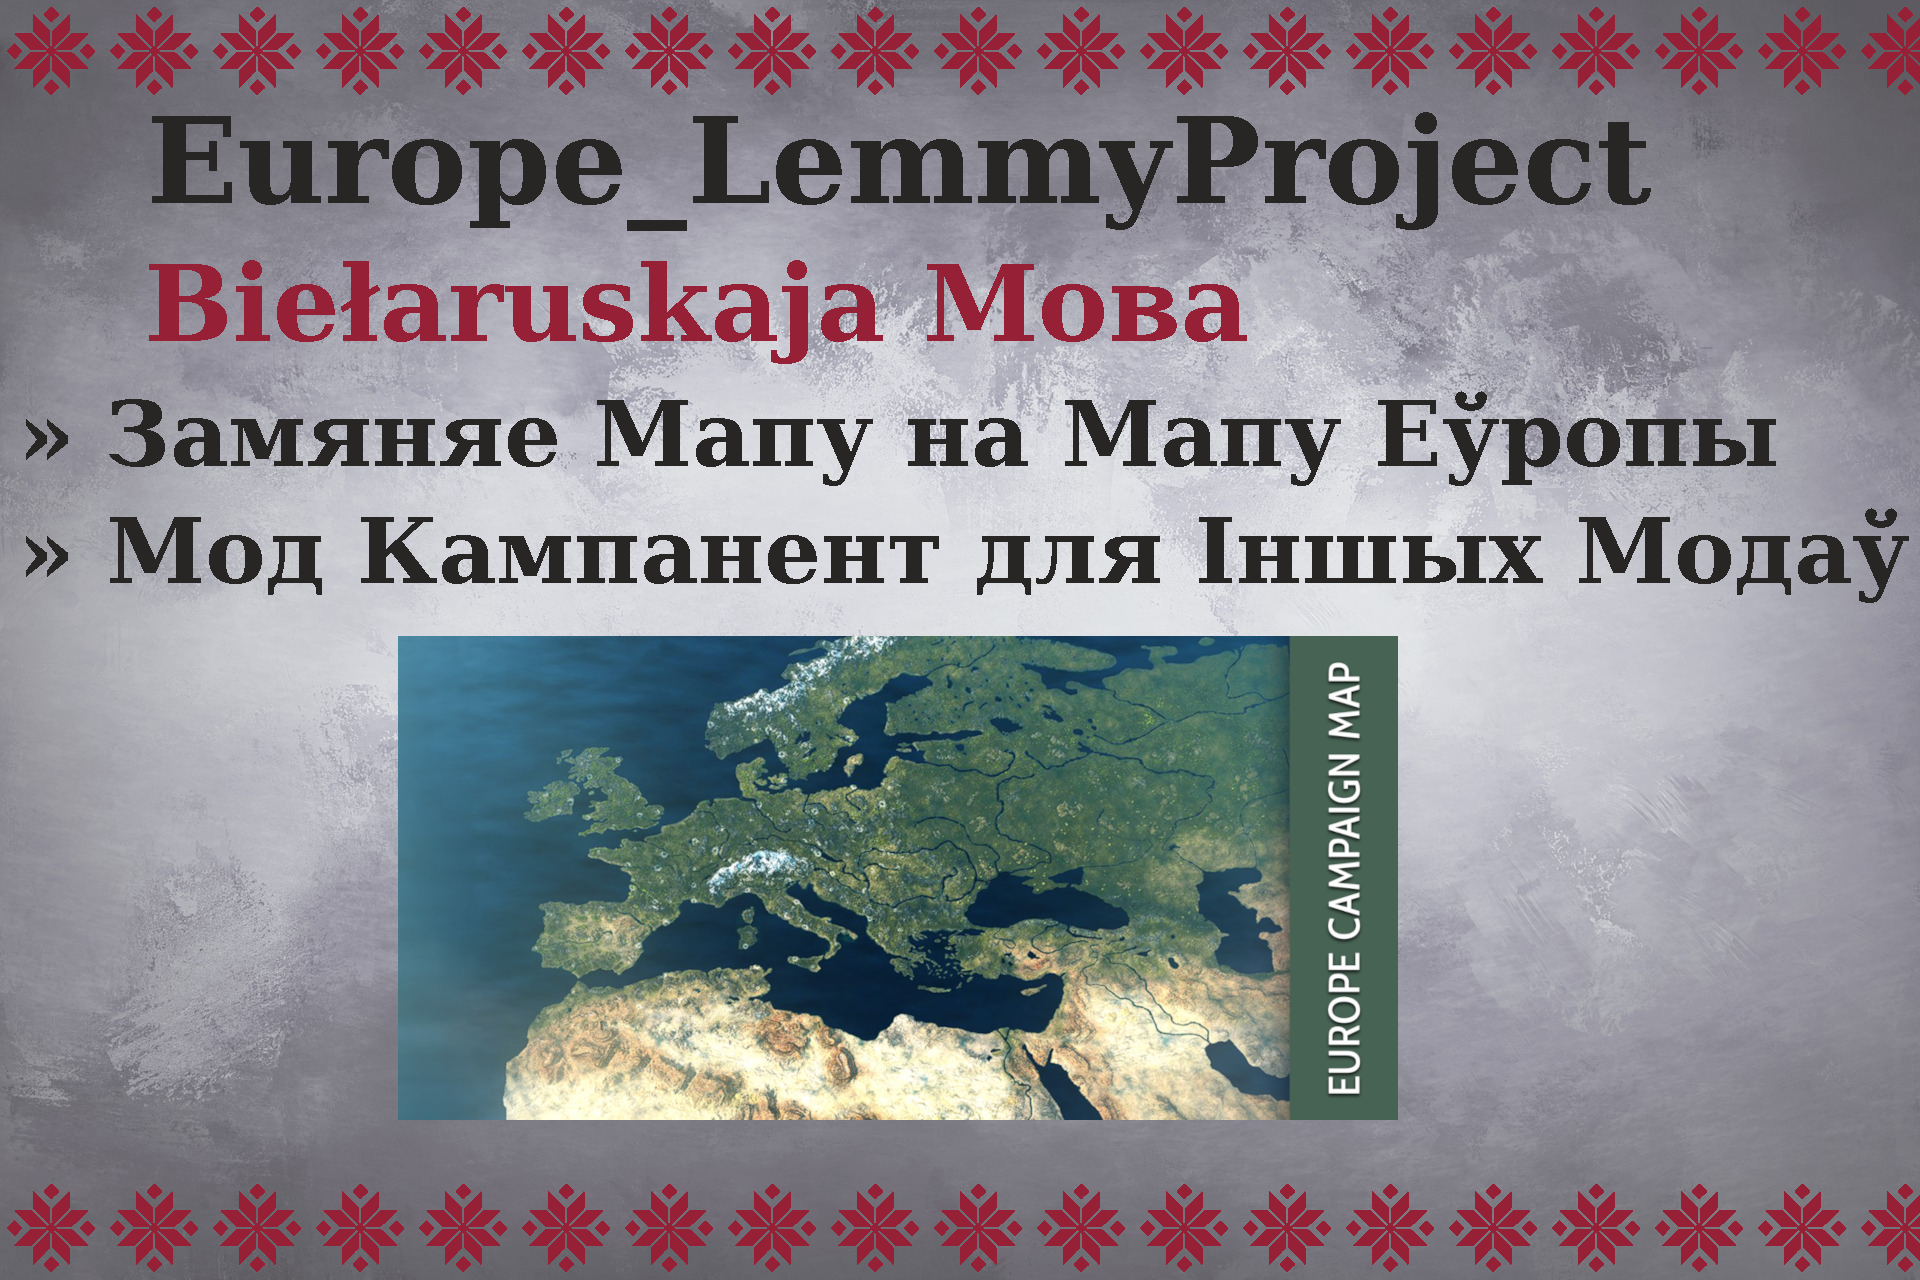 Europe_LemmyProject
Biełaruskaja Мова
» Замяняе Мапу на Мапу Еўропы
» Мод Кампанент для Іншых Модаў
EUROPE CAMPAIGN MAP